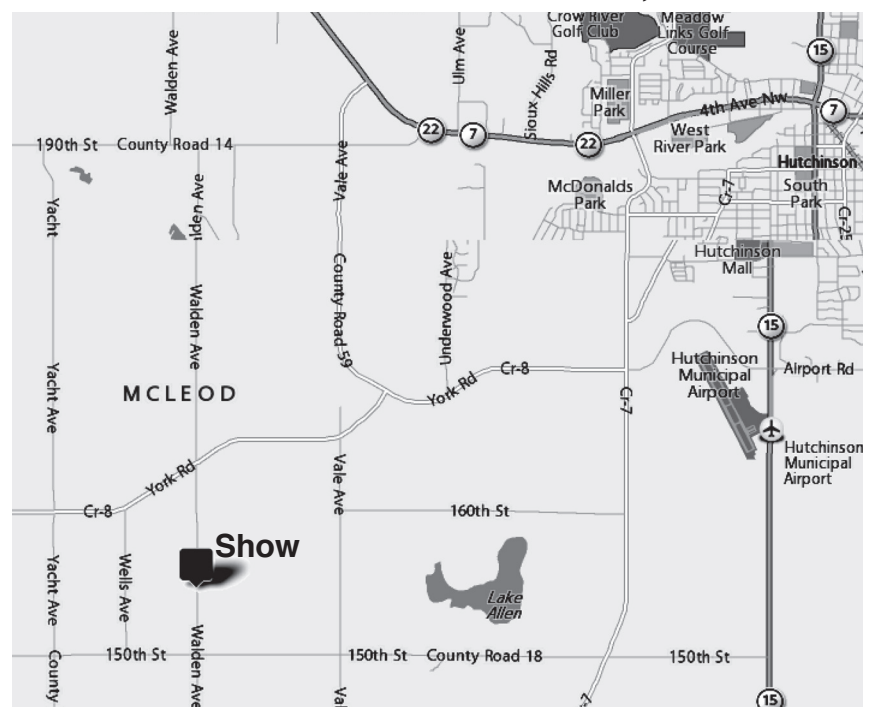 Crow River
Golf Club
Meadow
Links Golf
Course
15
Walden Ave
Ulm Ave
Sioux Hills Rd
Miller
Park
4th Ave Nw
7
22
7
22
West
River Park
190th St
County Road 14
Vale Ave
Hutchinson
McDonalds
Park
Cr-7
South
Park
Cr-25
Yacht
lden Ave
Hutchinson
Mall
County Road 59
Underwood Ave
Walden Ave
15
Yacht Ave
MCLEOD
York Rd
Cr-8
Cr-7
Hutchinson
Municipal
Airport
Airport Rd
Hutchinson
Municipal
Airport
York Rd
Cr-8
Vale Ave
160th St
Show
Yacht Ave
Wells Ave
Lake
Allen
Walden Ave
County
150th St
150th St
County Road 18
150th St
Val
-7
15